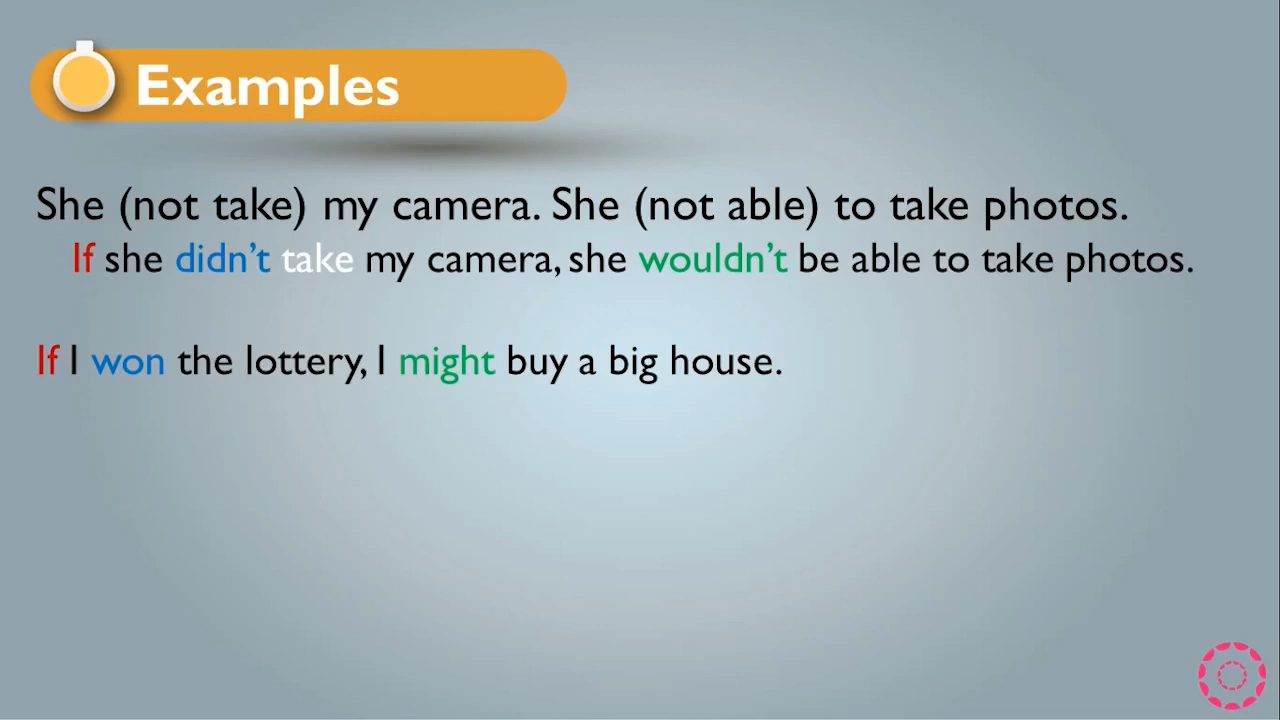 Examples
She (not take) my camera. She (not able) to take photos.
If she didn’t take my camera, she wouldn’t be able to take photos.
If I won the lottery, I might buy a big house.